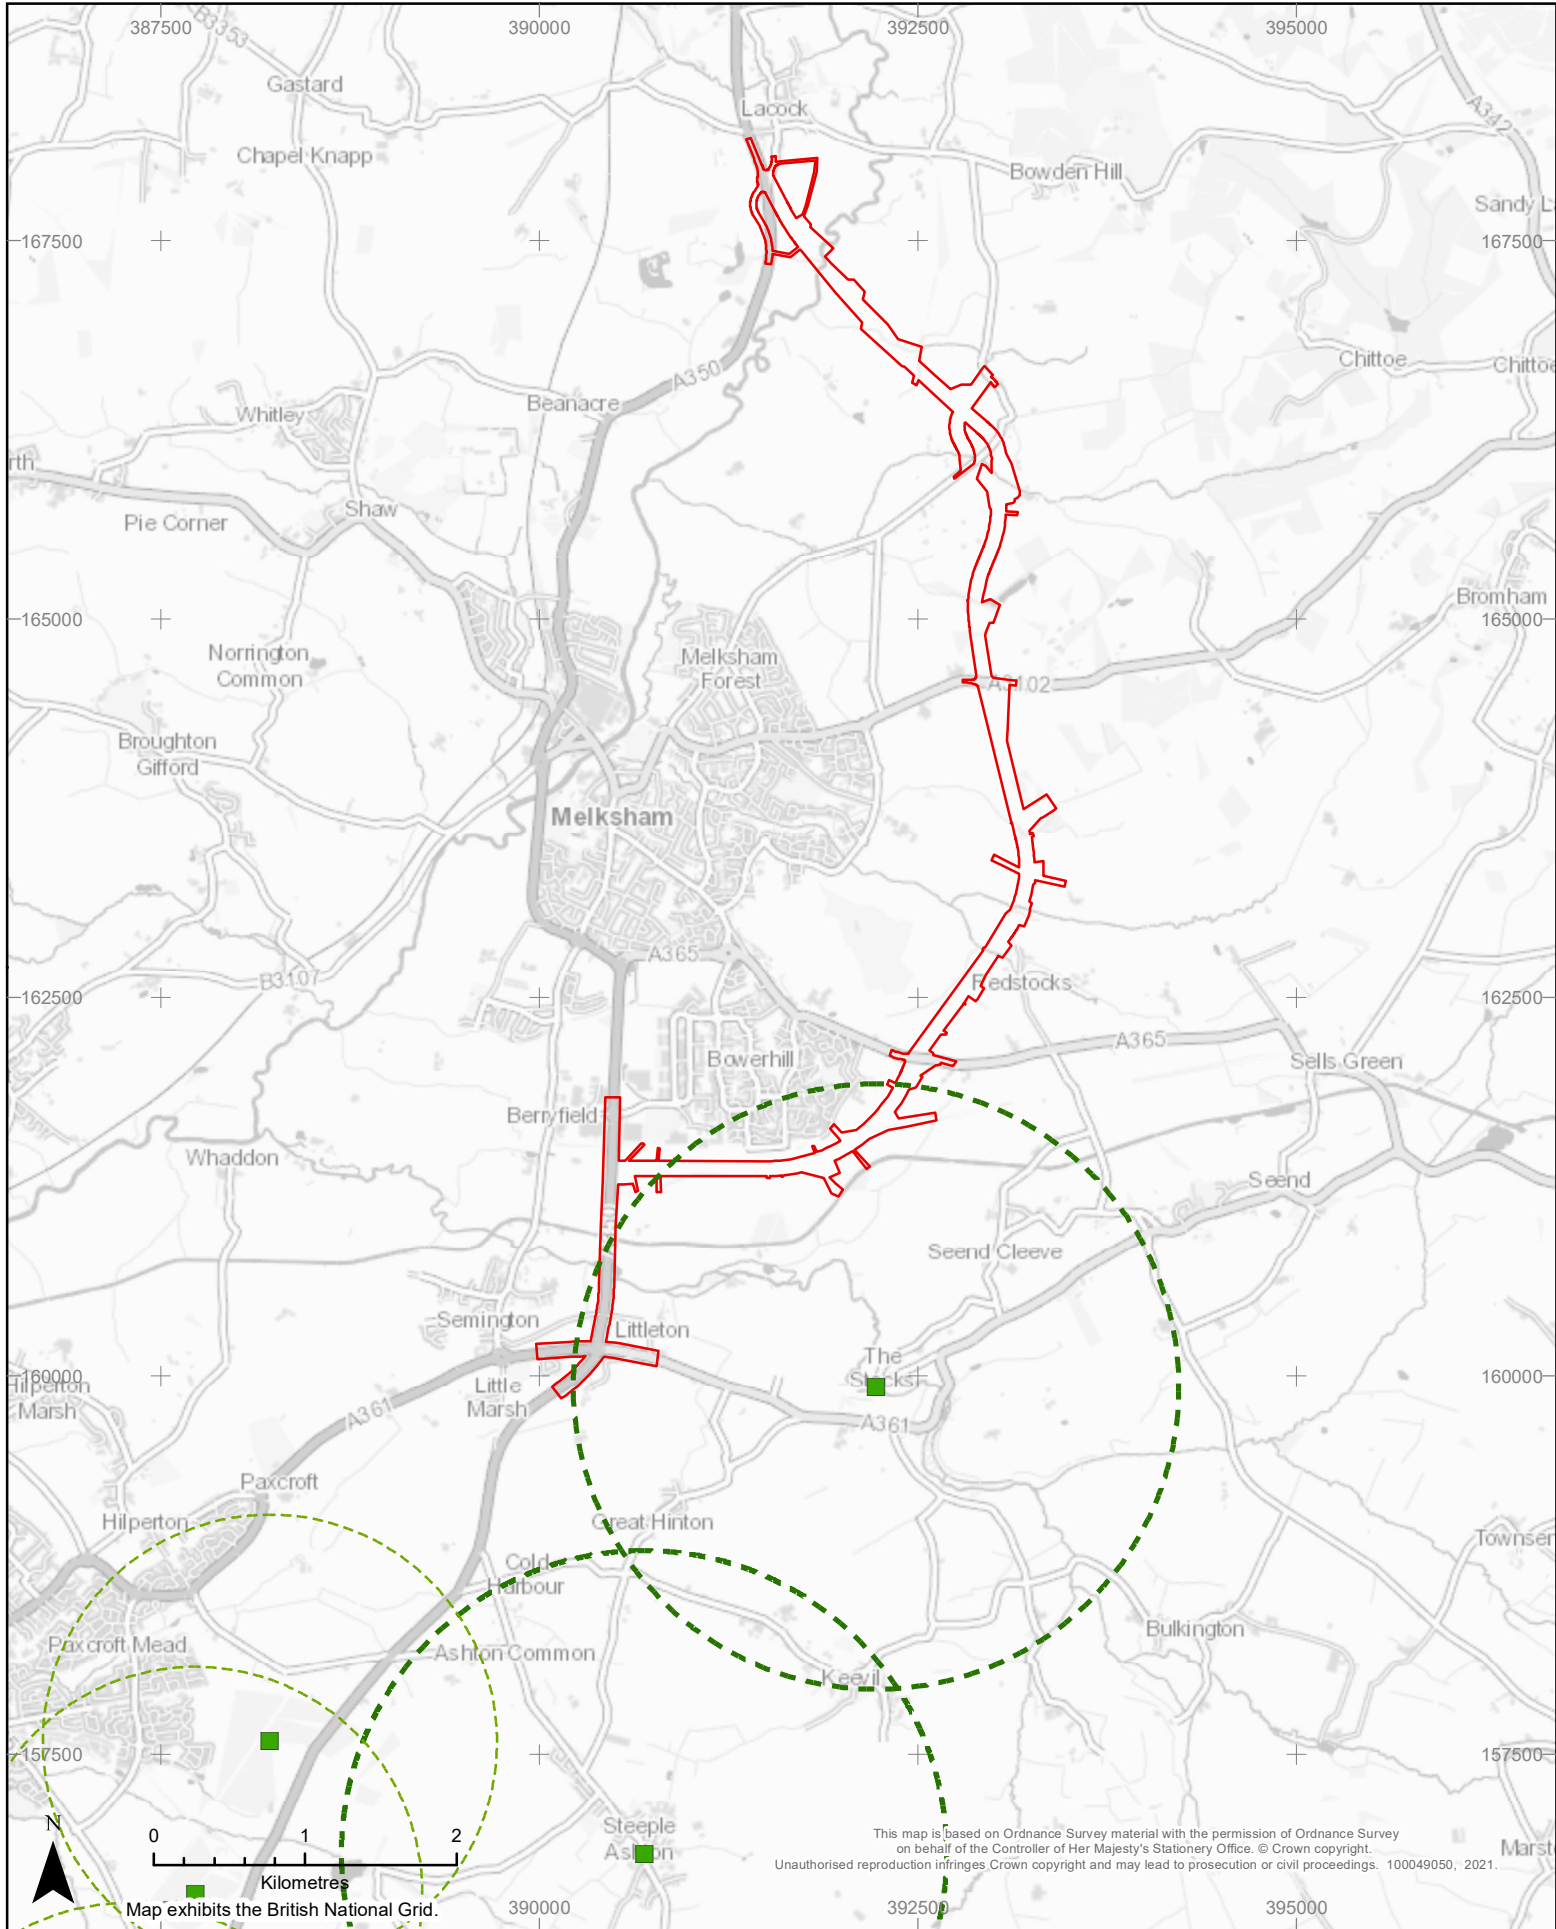 387500
390000
392500
395000
B3353
Gastard
Lacock
A342
Chapel Knapp
Bowden Hill
Sandy L
167500
167500
Chittoe
Chittoe
A350
Beanacre
Whitley
rth
Shaw
Pie Corner
Bromham
165000
165000
Norrington
Common
Melksham
Forest
A3102
Broughton
Gifford
Melksham
A365
B3107
Redstocks
162500
162500
A365
Bowerhill
Sells Green
Berryfield
Whaddon
Seend
Seend Cleeve
Semington
Littleton
The
Stocks
160000
160000
Hilperton
Marsh
Little
Marsh
A361
A361
Paxcroft
Hilperton
Great Hinton
Townsen
Cold
Harbour
Bulkington
Paxcroft Mead
Ashton Common
Keevil
157500
157500
N
0 1 2
Kilometres
Steeple
Ashton
Marst
This map is based on Ordnance Survey material with the permission of Ordnance Survey
on behalf of the Controller of Her Majesty's Stationery Office. © Crown copyright.
Unauthorised reproduction infringes Crown copyright and may lead to prosecution or civil proceedings. 100049050, 2021.
Map exhibits the British National Grid.
390000
392500
395000